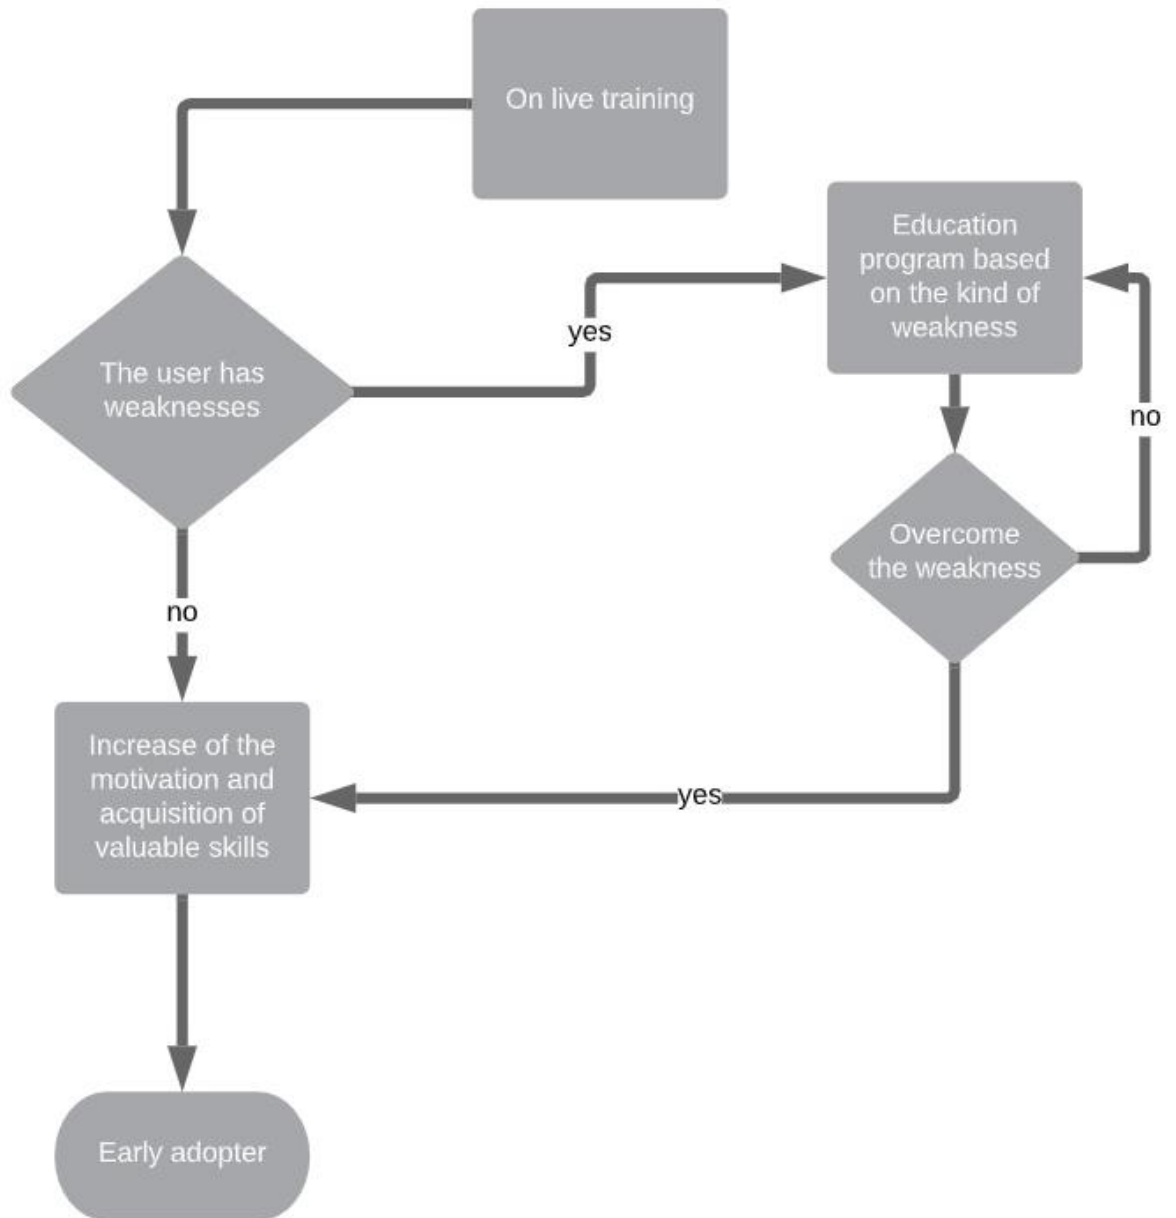 On live training
The user has
weaknesses
yes
Education
program based
on the kind of
weakness
no
Overcome
the weakness
no
Increase of the
motivation and
acquisition of
valuable skills
yes
Early adopter